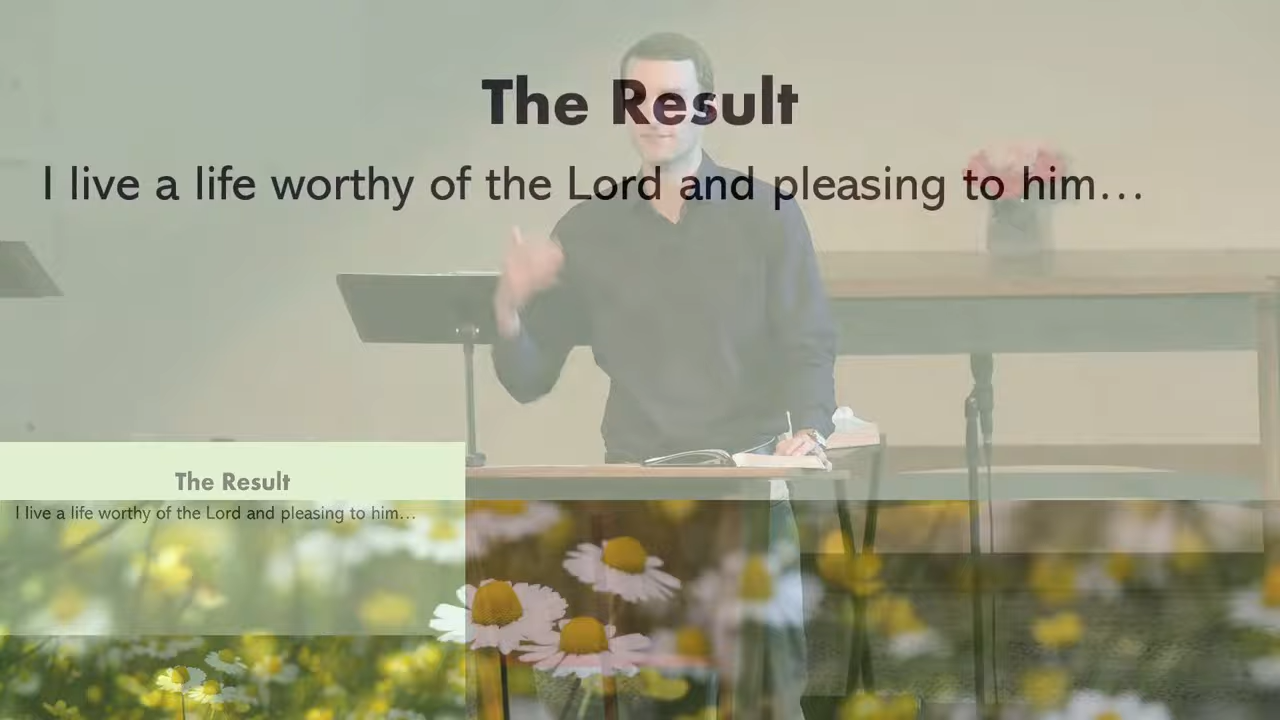 The Result
I live a life worthy of the Lord and pleasing to him…
The Result
I live a life worthy of the Lord and pleasing to him…